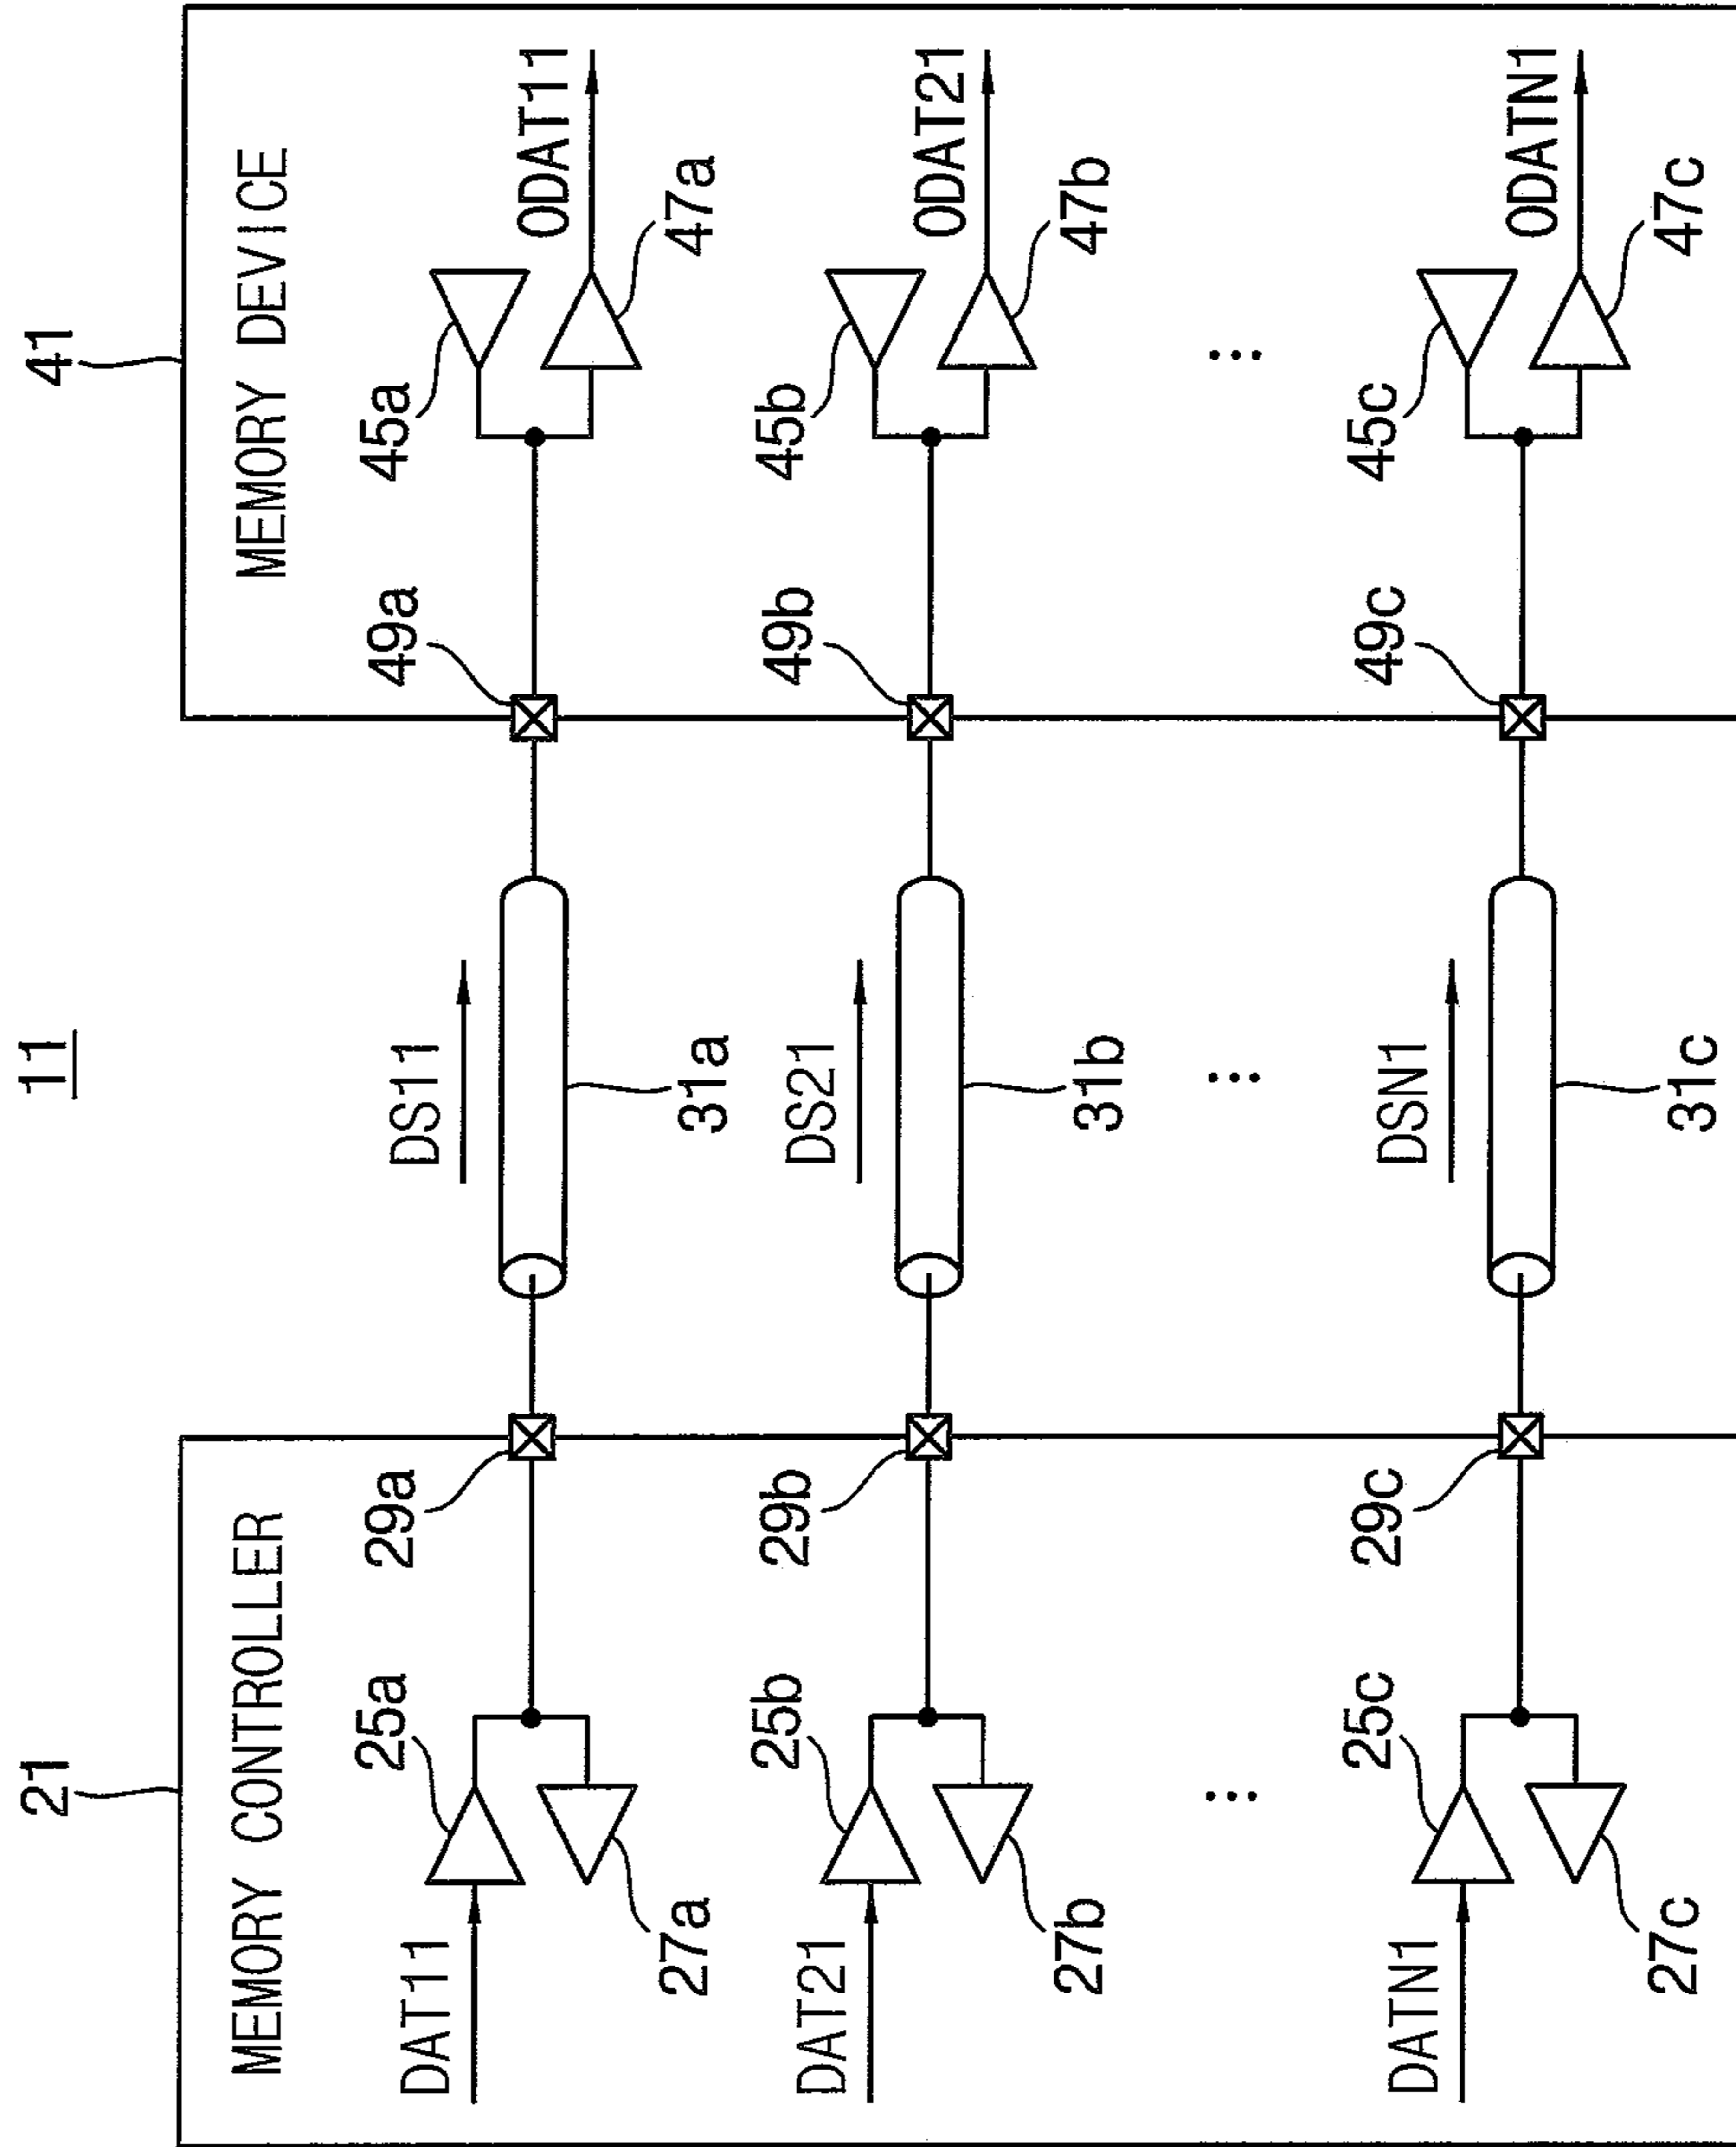 11
21
41
MEMORY CONTROLLER
MEMORY DEVICE
25a
29a
DS11
49a
45a
DAT11
ODAT11
27a
31a
47a
25b
29b
DS21
49b
45b
DAT21
ODAT21
27b
31b
47b
...
...
...
25c
29c
DSN1
49c
45c
DATN1
ODATN1
27c
31c
47c